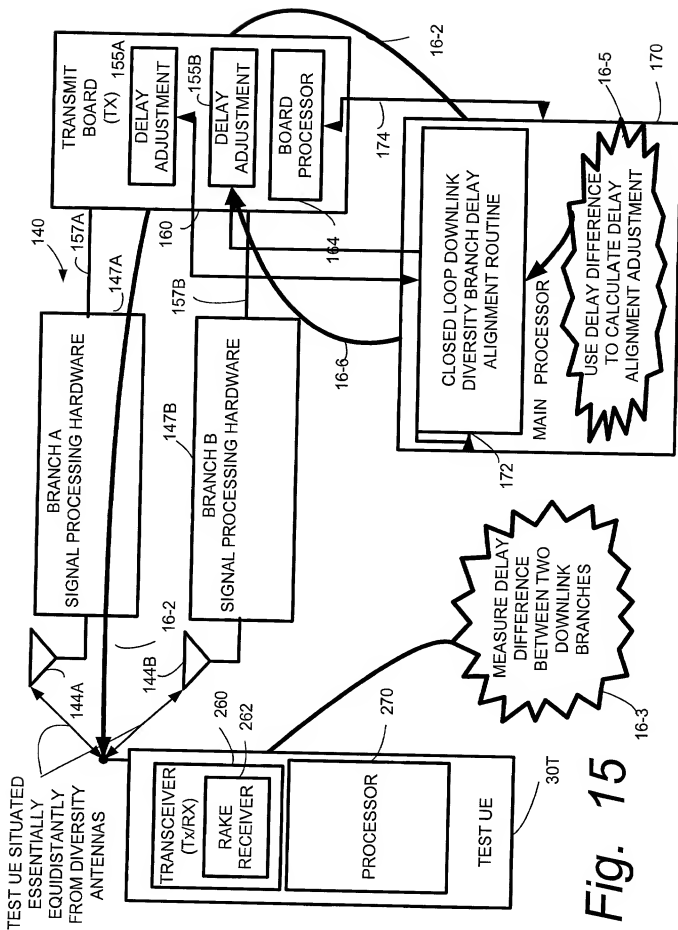 TEST UE SITUATED
ESSENTIALLY
EQUIDISTANTLY
FROM DIVERSITY
ANTENNAS
144A
144B
16-2
260
262
TRANSCEIVER
(Tx/RX)
RAKE
RECEIVER
PROCESSOR
270
TEST UE
30T
BRANCH A
SIGNAL PROCESSING HARDWARE
147A
BRANCH B
SIGNAL PROCESSING HARDWARE
147B
140
157A
157B
TRANSMIT
BOARD
(TX)
155A
DELAY
ADJUSTMENT
155B
DELAY
ADJUSTMENT
BOARD
PROCESSOR
160
164
16-2
174
16-6
CLOSED LOOP DOWNLINK
DIVERSITY BRANCH DELAY
ALIGNMENT ROUTINE
172
MAIN PROCESSOR
USE DELAY DIFFERENCE
TO CALCULATE DELAY
ALIGNMENT ADJUSTMENT
16-5
170
MEASURE DELAY
DIFFERENCE
BETWEEN TWO
DOWNLINK
BRANCHES
16-3
Fig. 15